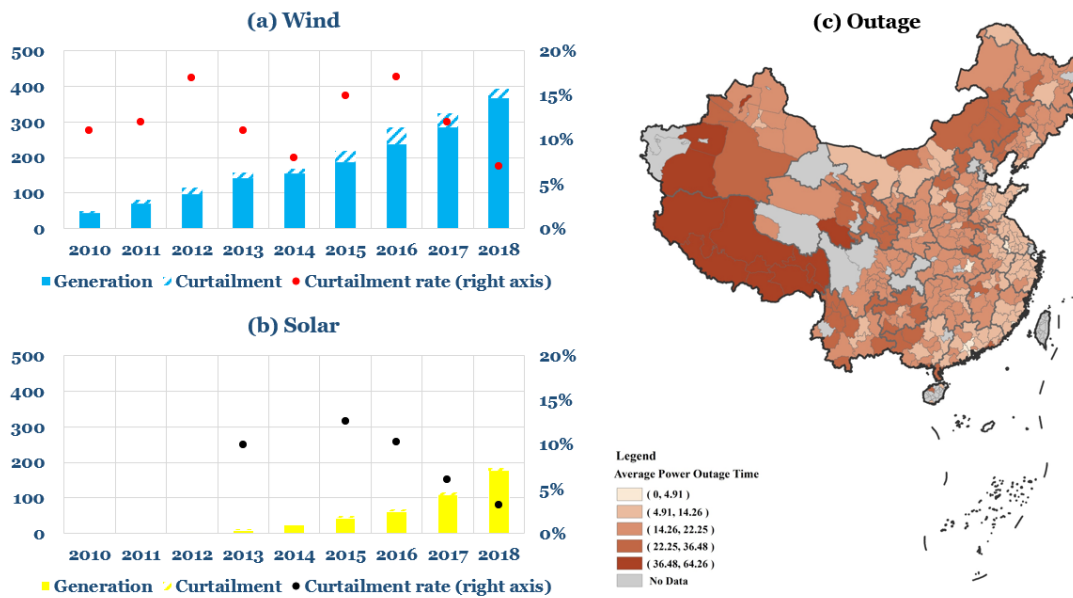 (a) Wind
500
400
300
200
100
0
20%
15%
10%
5%
0%
2010 2011 2012 2013 2014 2015 2016 2017 2018
Generation Curtailment Curtailment rate (right axis)
(b) Solar
500
400
300
200
100
0
20%
15%
10%
5%
0%
2010 2011 2012 2013 2014 2015 2016 2017 2018
Generation Curtailment Curtailment rate (right axis)
(c) Outage
Legend
Average Power Outage Time
( 0, 4.91 )
( 4.91, 14.26 )
( 14.26, 22.25 )
( 22.25, 36.48 )
( 36.48, 64.26 )
No Data